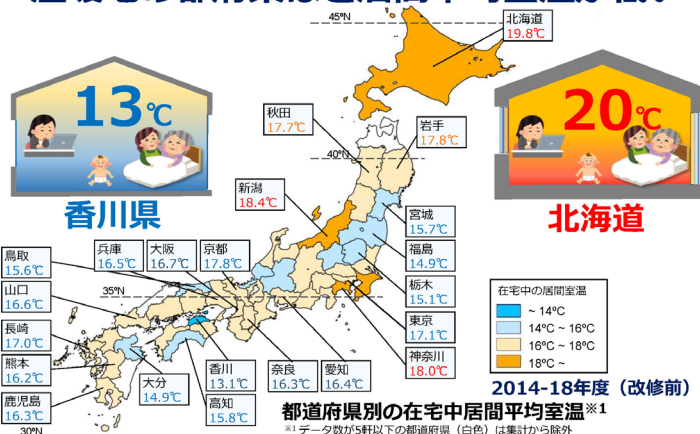 45°N
北海道
19.8℃
13℃
20℃
秋田
17.7℃
岩手
17.8℃
40°N
香川県
北海道
新潟
18.4℃
宮城
15.7℃
福島
14.9℃
栃木
15.1℃
東京
17.1℃
神奈川
18.0℃
鳥取
15.6℃
兵庫
16.5℃
大阪
16.7℃
京都
17.8℃
35°N
山口
16.6℃
長崎
17.0℃
熊本
16.2℃
鹿児島
16.3℃
大分
14.9℃
香川
13.1℃
高知
15.8℃
奈良
16.3℃
愛知
16.4℃
30°N
在宅中の居間室温
~ 14℃
14℃ ~ 16℃
16℃ ~ 18℃
18℃ ~
2014-18年度（改修前）
都道府県別の在宅中居間平均室温※1
※1 データ数が5軒以下の都道府県（白色）は集計から除外